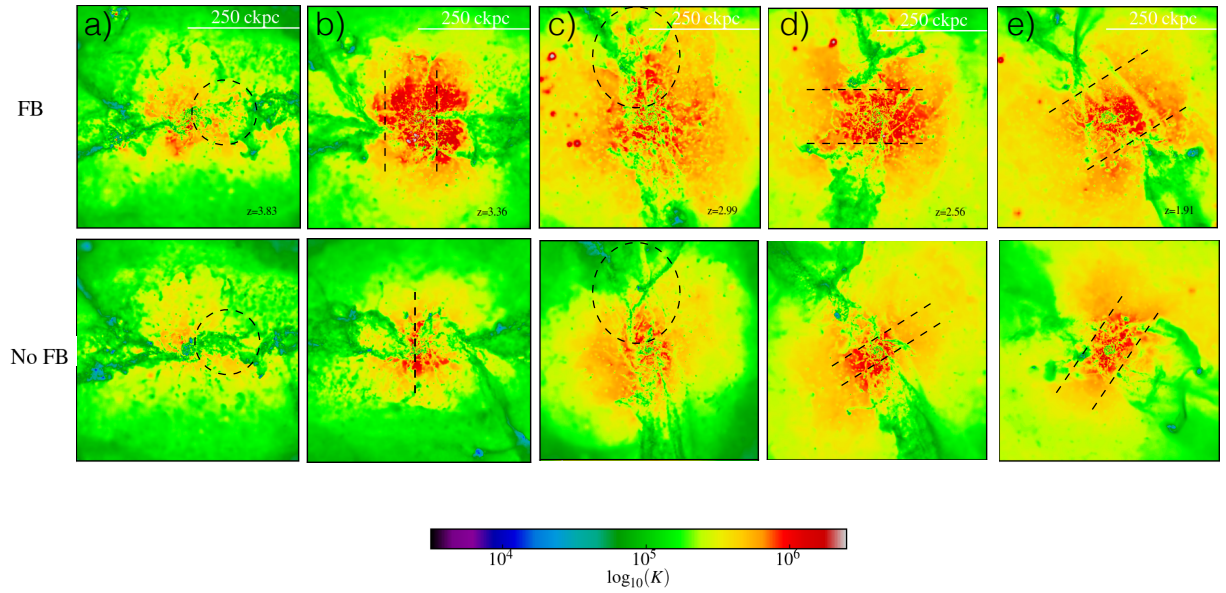 a) 250 ckpc b) 250 ckpc c) 250 ckpc d) 250 ckpc e) 250 ckpc
FB
z=3.83 z=3.36 z=2.99 z=2.56 z=1.91
No FB
10^4 10^5 10^6
log_10(K)